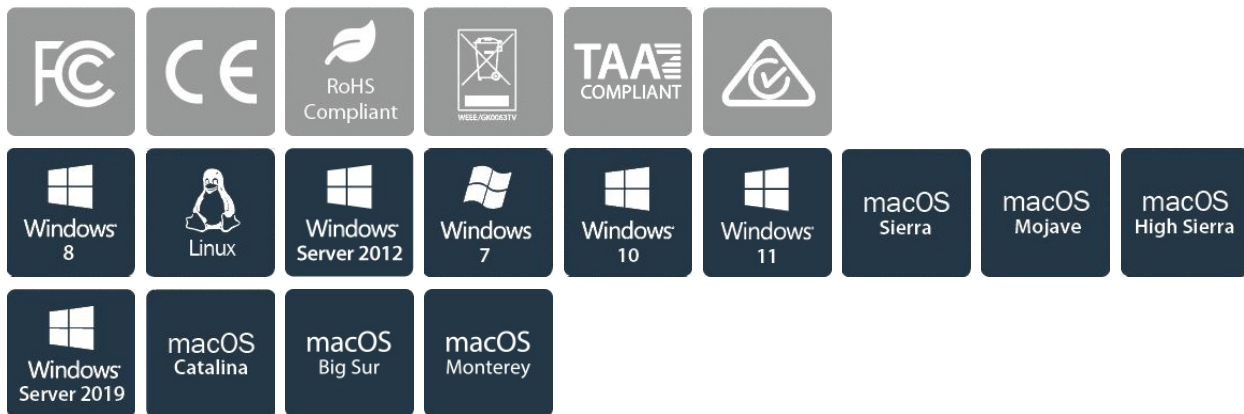 FC
CE
RoHS
Compliant
WEEE/GK0063TV
TAA
COMPLIANT
Windows
8
Linux
Windows
Server 2012
Windows
7
Windows
10
Windows
11
macOS
Sierra
macOS
Mojave
macOS
High Sierra
Windows
Server 2019
macOS
Catalina
macOS
Big Sur
macOS
Monterey